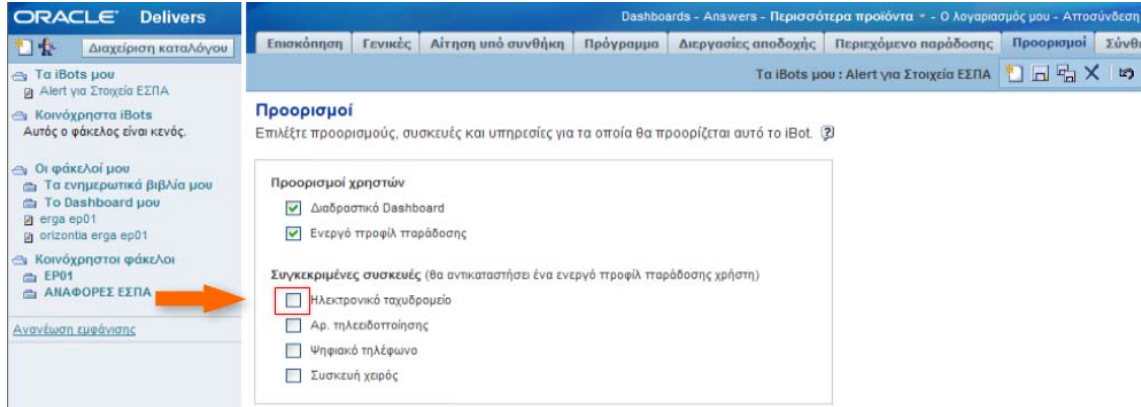 ORACLE Delivers
Dashboards - Answers - Περισσότερα προϊόντα - Ο λογαριασμός μου - Αποσύνδεση
Διαχείριση καταλόγου
Επισκόπηση Γενικές Αίτηση υπό συνθήκη Πρόγραμμα Διεργασίες αποδοχής Περιεχόμενο παράδοσης Προορισμοί
Τα iBots μου : Alert για Στοιχεία ΕΣΠΑ
Τα iBots μου
Alert για Στοιχεία ΕΣΠΑ
Κοινόχρηστα iBots
Αυτός ο φάκελος είναι κενός.
Οι φάκελοί μου
Τα ενημερωτικά βιβλία μου
Το Dashboard μου
erga ep01
orizontia erga ep01
Κοινόχρηστοι φάκελοι
EP01
ΑΝΑΦΟΡΕΣ ΕΣΠΑ
Ανανέωση εμφάνισης
Προορισμοί
Επιλέξτε προορισμούς, συσκευές και υπηρεσίες για τα οποία θα προορίζεται αυτό το iBot.
Προορισμοί χρηστών
Διαδραστικό Dashboard
Ενεργό προφίλ παράδοσης
Συγκεκριμένες συσκευές (θα αντικαταστήσει ένα ενεργό προφίλ παράδοσης χρήστη)
Ηλεκτρονικό ταχυδρομείο
Αρ. τηλεειδοποίησης
Ψηφιακό τηλέφωνο
Συσκευή χειρός